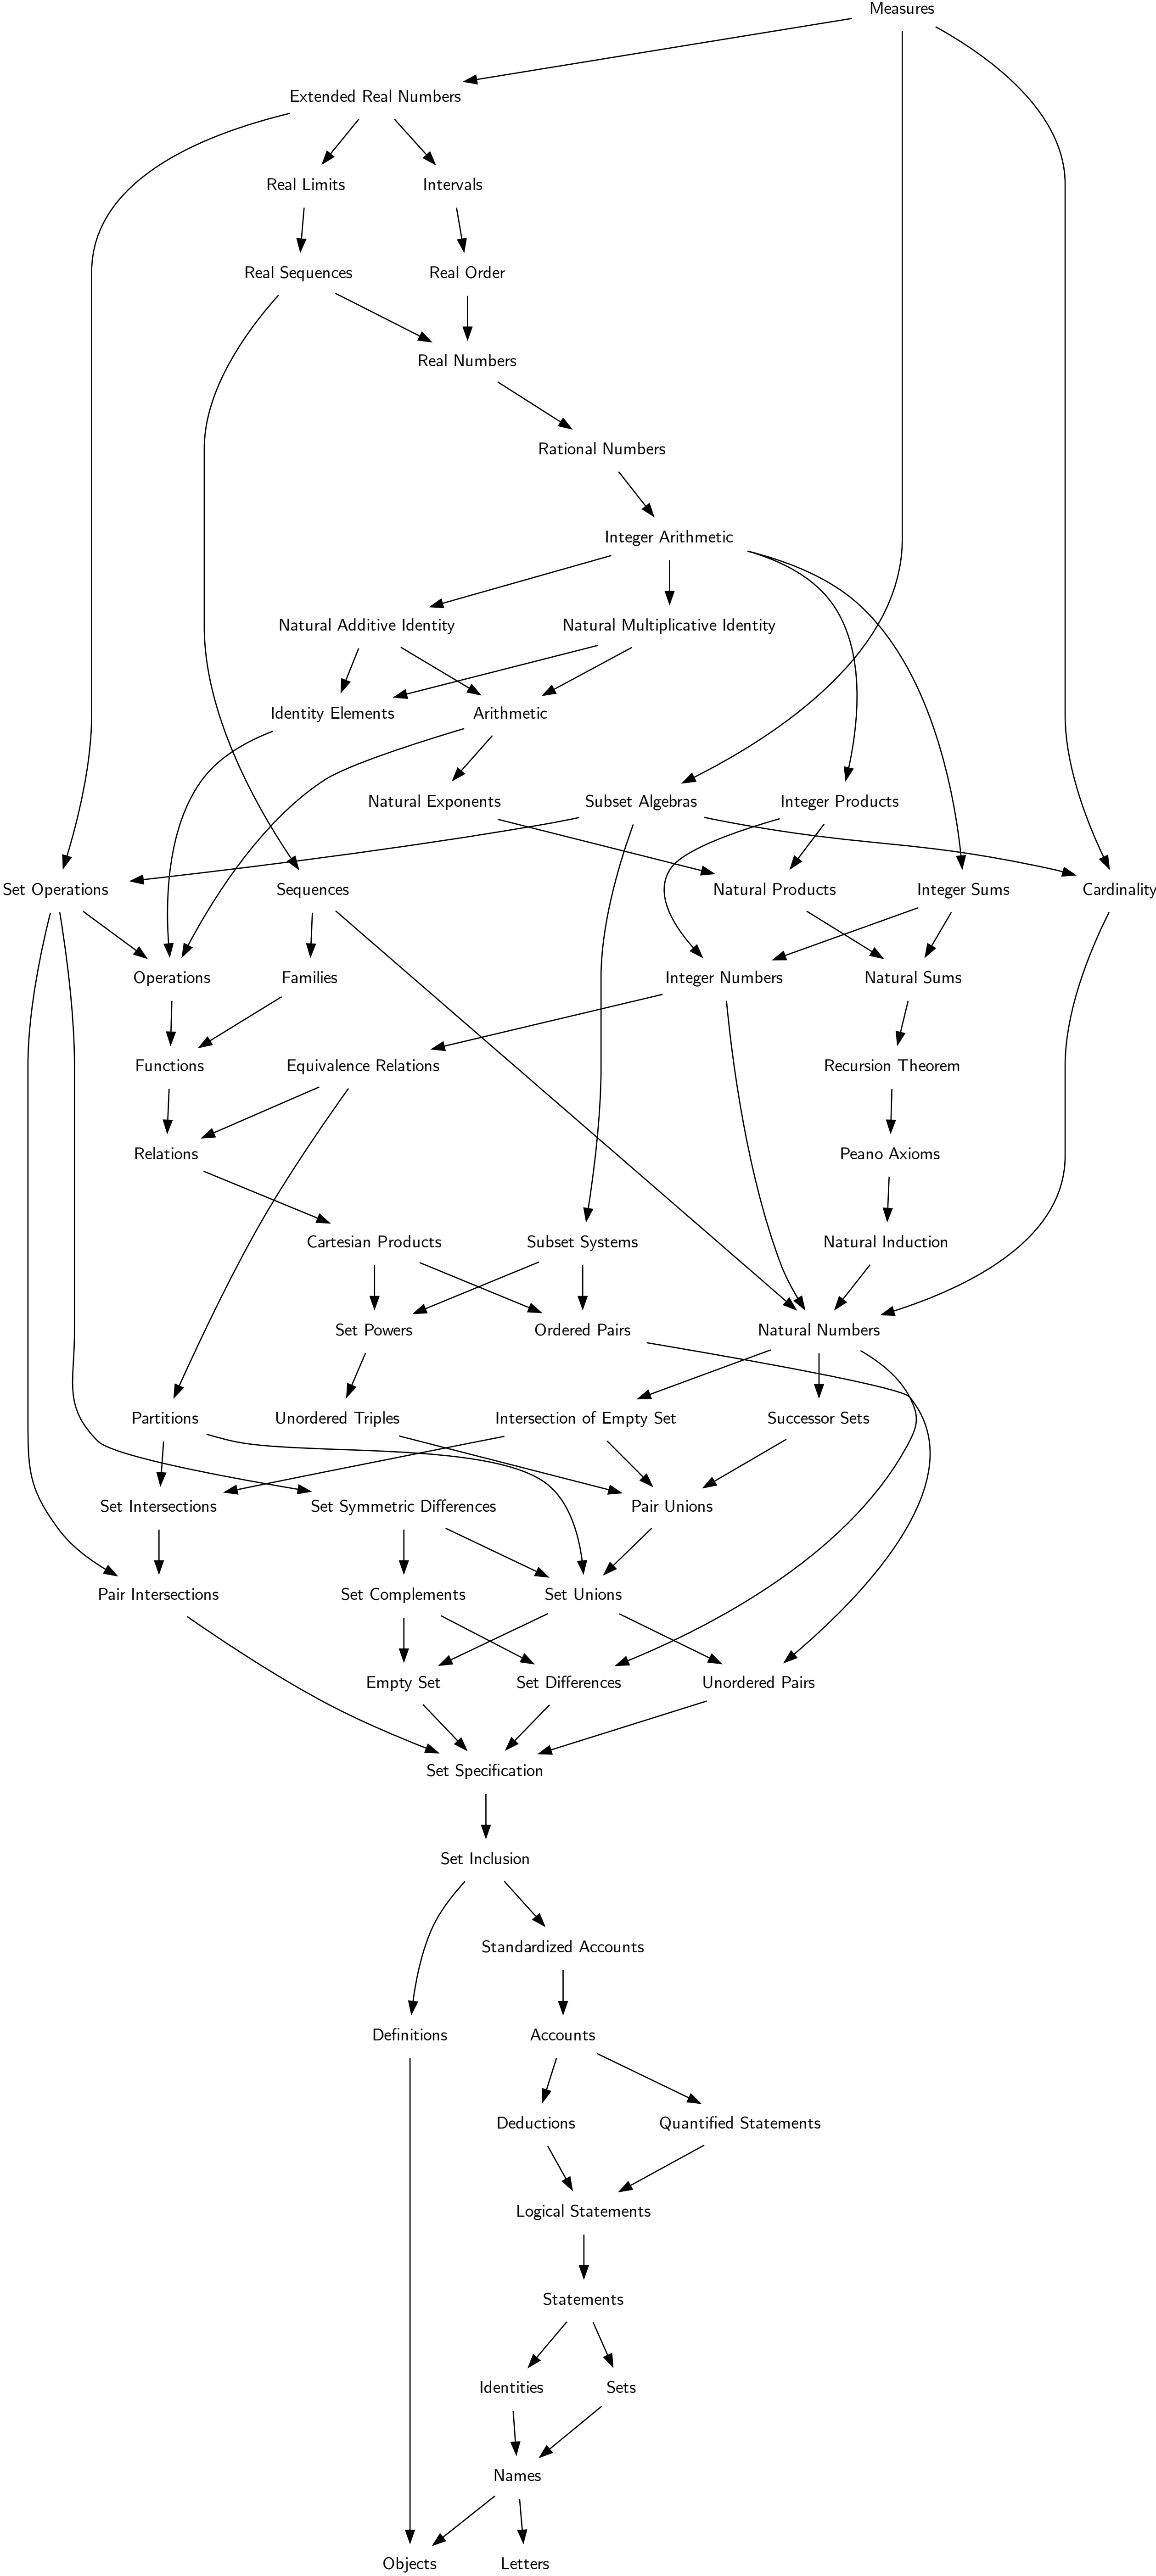 Measures
Extended Real Numbers
Real Limits
Intervals
Real Sequences
Real Order
Real Numbers
Rational Numbers
Integer Arithmetic
Natural Additive Identity
Natural Multiplicative Identity
Identity Elements
Arithmetic
Natural Exponents
Subset Algebras
Integer Products
Set Operations
Sequences
Natural Products
Integer Sums
Cardinality
Operations
Families
Integer Numbers
Natural Sums
Functions
Equivalence Relations
Recursion Theorem
Relations
Peano Axioms
Cartesian Products
Subset Systems
Natural Induction
Set Powers
Ordered Pairs
Natural Numbers
Partitions
Unordered Triples
Intersection of Empty Set
Successor Sets
Set Intersections
Set Symmetric Differences
Pair Unions
Pair Intersections
Set Complements
Set Unions
Empty Set
Set Differences
Unordered Pairs
Set Specification
Set Inclusion
Standardized Accounts
Definitions
Accounts
Deductions
Quantified Statements
Logical Statements
Statements
Identities
Sets
Names
Objects
Letters